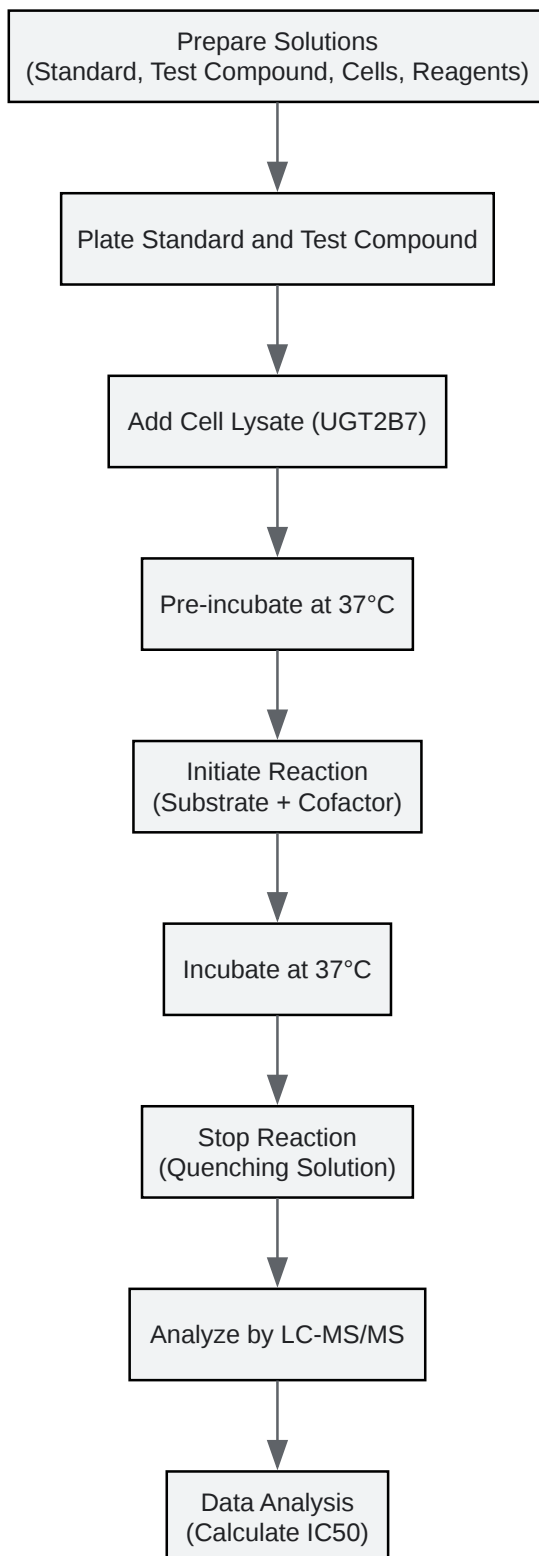 Prepare Solutions
(Standard, Test Compound, Cells, Reagents)
Plate Standard and Test Compound
Add Cell Lysate (UGT2B7)
Pre-incubate at 37°C
Initiate Reaction
(Substrate + Cofactor)
Incubate at 37°C
Stop Reaction
(Quenching Solution)
Analyze by LC-MS/MS
Data Analysis
(Calculate IC50)